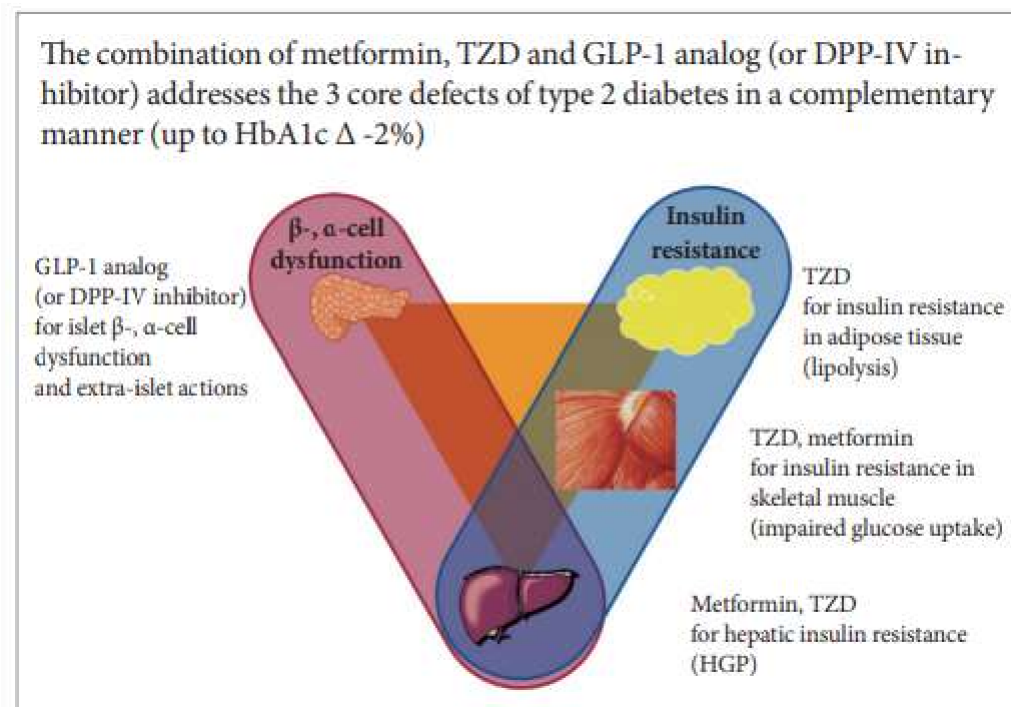 The combination of metformin, TZD and GLP-1 analog (or DPP-IV in-
hibitor) addresses the 3 core defects of type 2 diabetes in a complementary
manner (up to HbA1c Δ -2%)
β-, α-cell
dysfunction
Insulin
resistance
GLP-1 analog
(or DPP-IV inhibitor)
for islet β-, α-cell
dysfunction
and extra-islet actions
TZD
for insulin resistance
in adipose tissue
(lipolysis)
TZD, metformin
for insulin resistance in
skeletal muscle
(impaired glucose uptake)
Metformin, TZD
for hepatic insulin resistance
(HGP)